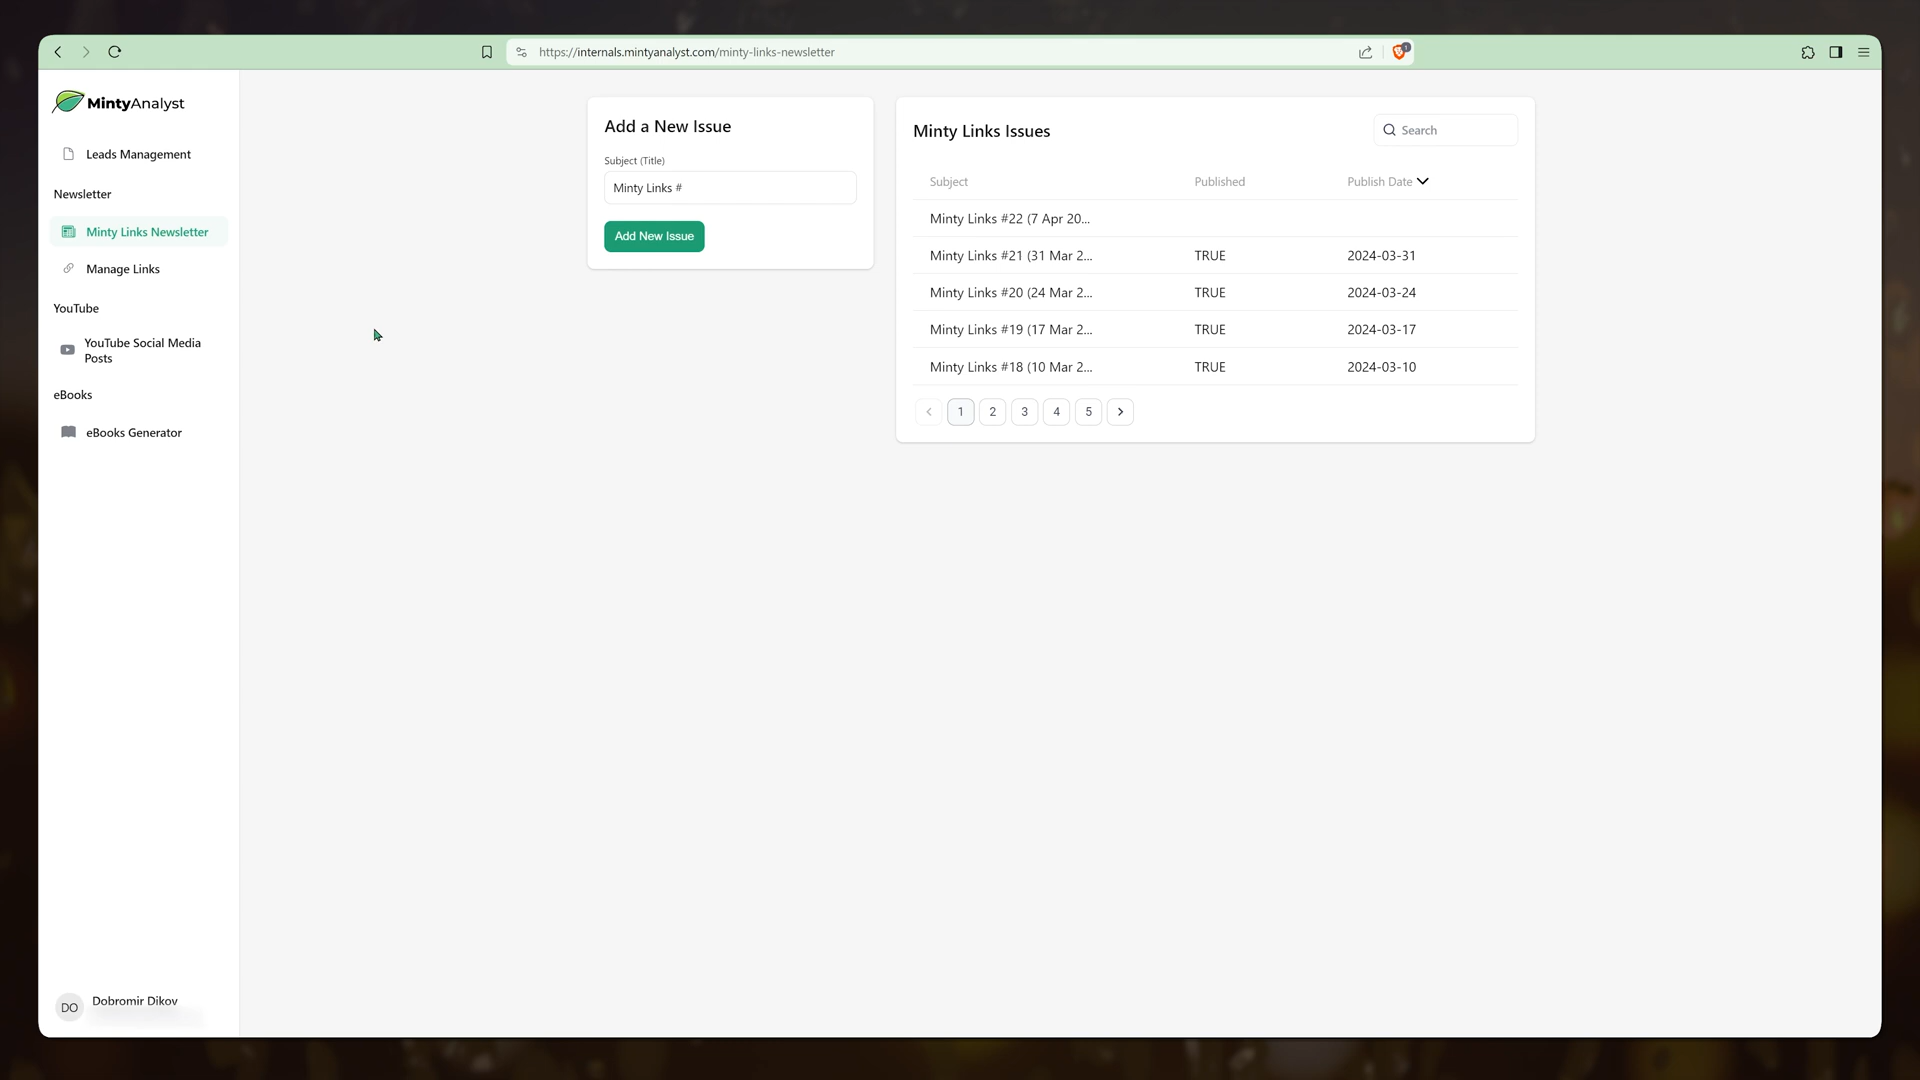 https://internals.mintyanalyst.com/minty-links-newsletter
1
MintyAnalyst
Leads Management
Newsletter
Minty Links Newsletter
Manage Links
YouTube
YouTube Social Media
Posts
eBooks
eBooks Generator
DO
Dobromir Dikov
Add a New Issue
Subject (Title)
Minty Links #
Add New Issue
Minty Links Issues
Search
Subject Published Publish Date
Minty Links #22 (7 Apr 20...
Minty Links #21 (31 Mar 2... TRUE 2024-03-31
Minty Links #20 (24 Mar 2... TRUE 2024-03-24
Minty Links #19 (17 Mar 2... TRUE 2024-03-17
Minty Links #18 (10 Mar 2... TRUE 2024-03-10
1 2 3 4 5